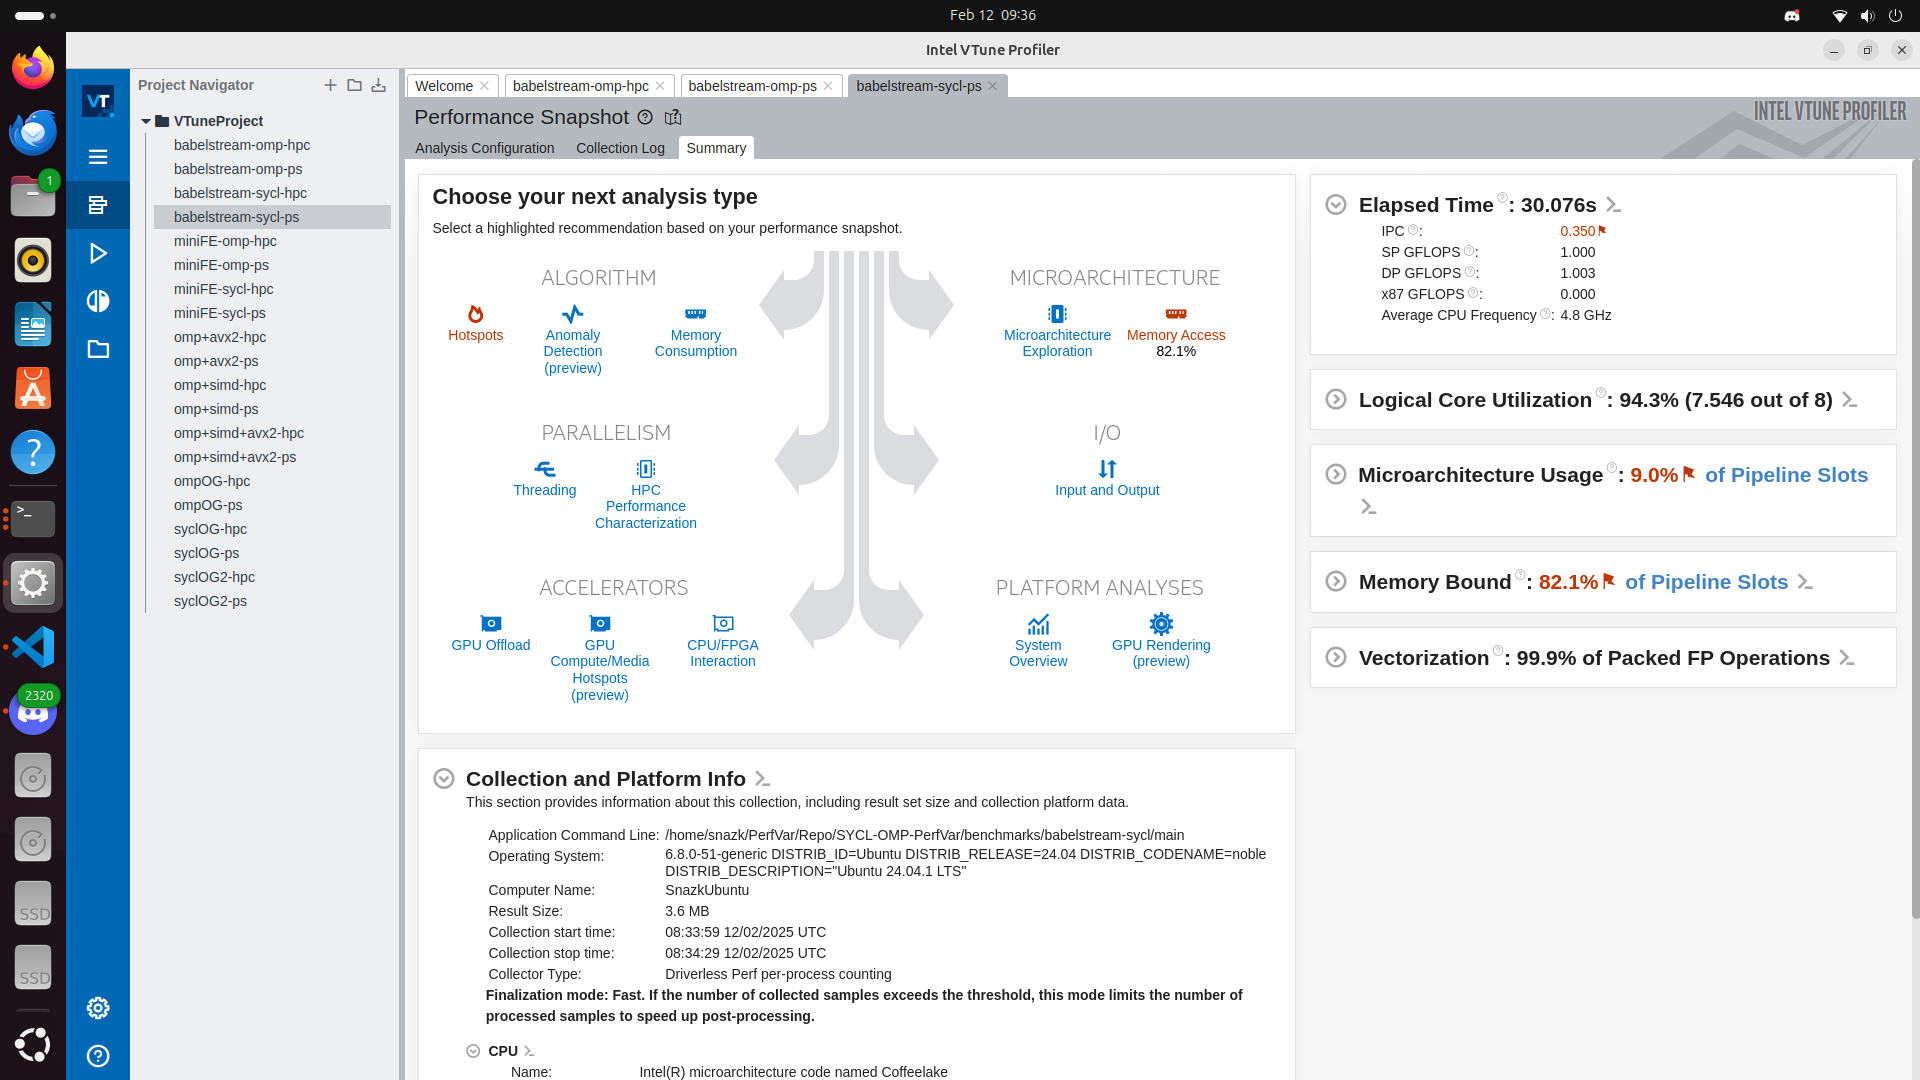 Feb 12 09:36
Intel VTune Profiler
1
2320
SSD
SSD
VT
Project Navigator
VTuneProject
babelstream-omp-hpc
babelstream-omp-ps
babelstream-sycl-hpc
babelstream-sycl-ps
miniFE-omp-hpc
miniFE-omp-ps
miniFE-sycl-hpc
miniFE-sycl-ps
omp+avx2-hpc
omp+avx2-ps
omp+simd-hpc
omp+simd-ps
omp+simd+avx2-hpc
omp+simd+avx2-ps
ompOG-hpc
ompOG-ps
syclOG-hpc
syclOG-ps
syclOG2-hpc
syclOG2-ps
Welcome
babelstream-omp-hpc
babelstream-omp-ps
babelstream-sycl-ps
Performance Snapshot
INTEL VTUNE PROFILER
Analysis Configuration
Collection Log
Summary
Choose your next analysis type
Select a highlighted recommendation based on your performance snapshot.
ALGORITHM
Hotspots
Anomaly
Detection
(preview)
Memory
Consumption
MICROARCHITECTURE
Microarchitecture
Exploration
Memory Access
82.1%
PARALLELISM
Threading
HPC
Performance
Characterization
I/O
Input and Output
ACCELERATORS
GPU Offload
GPU
Compute/Media
Hotspots
(preview)
CPU/FPGA
Interaction
PLATFORM ANALYSES
System
Overview
GPU Rendering
(preview)
Collection and Platform Info
This section provides information about this collection, including result set size and collection platform data.
Application Command Line: /home/snazk/PerfVar/Repo/SYCL-OMP-PerfVar/benchmarks/babelstream-sycl/main
Operating System: 6.8.0-51-generic DISTRIB_ID=Ubuntu DISTRIB_RELEASE=24.04 DISTRIB_CODENAME=noble
DISTRIB_DESCRIPTION="Ubuntu 24.04.1 LTS"
Computer Name: SnazkUbuntu
Result Size: 3.6 MB
Collection start time: 08:33:59 12/02/2025 UTC
Collection stop time: 08:34:29 12/02/2025 UTC
Collector Type: Driverless Perf per-process counting
Finalization mode: Fast. If the number of collected samples exceeds the threshold, this mode limits the number of
processed samples to speed up post-processing.
CPU
Name: Intel(R) microarchitecture code named Coffeelake
Elapsed Time: 30.076s
IPC: 0.350
SP GFLOPS: 1.000
DP GFLOPS: 1.003
x87 GFLOPS: 0.000
Average CPU Frequency: 4.8 GHz
Logical Core Utilization: 94.3% (7.546 out of 8)
Microarchitecture Usage: 9.0% of Pipeline Slots
Memory Bound: 82.1% of Pipeline Slots
Vectorization: 99.9% of Packed FP Operations